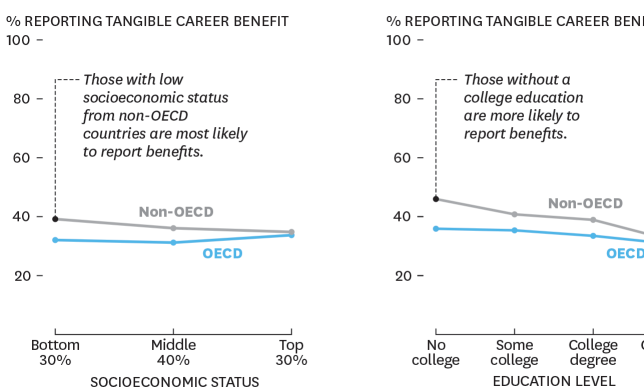 % REPORTING TANGIBLE CAREER BENEFIT
100
80
60
40
20
Those with low
socioeconomic status
from non-OECD
countries are most likely
to report benefits.
Non-OECD
OECD
Bottom
30%
Middle
40%
Top
30%
SOCIOECONOMIC STATUS
% REPORTING TANGIBLE CAREER BENE
100
80
60
40
20
Those without a
college education
are more likely to
report benefits.
Non-OECD
OECD
No
college
Some
college
College
degree
EDUCATION LEVEL